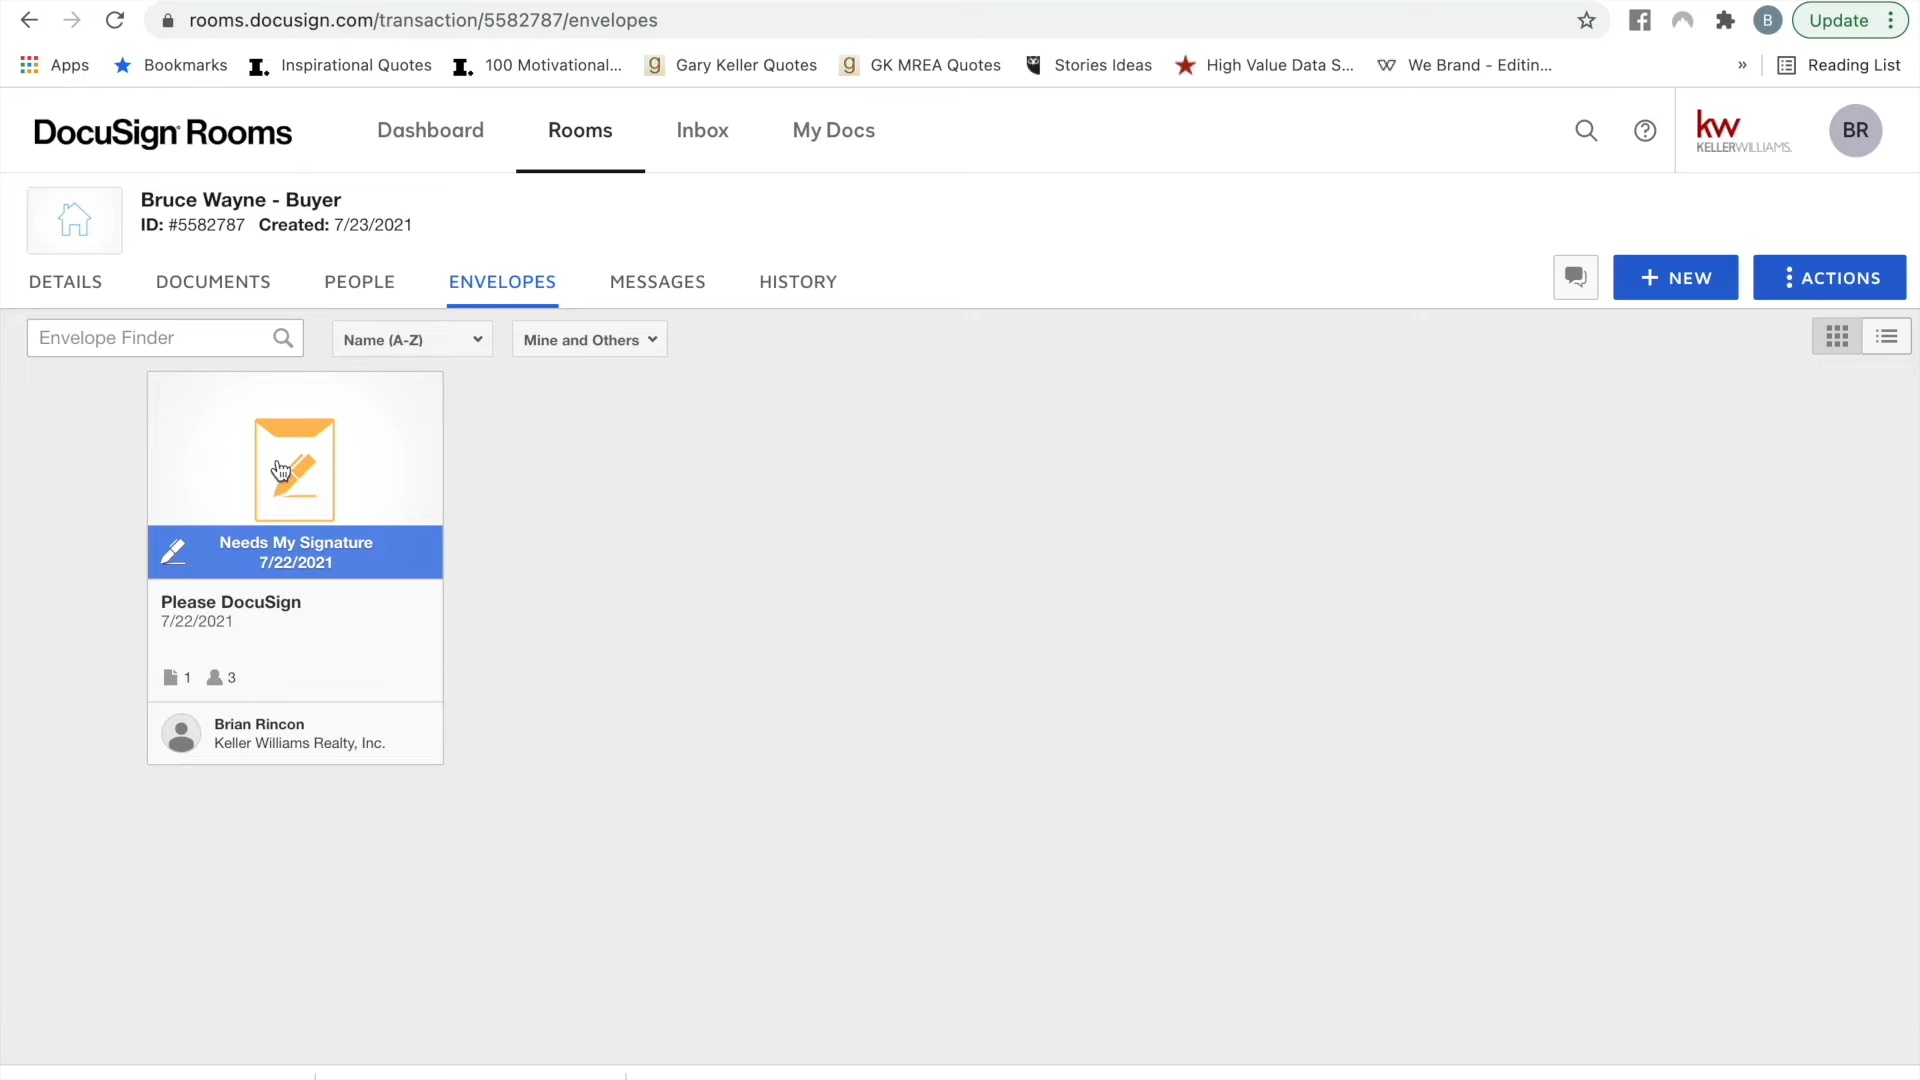 rooms.docusign.com/transaction/5582787/envelopes
B
Update
Apps
Bookmarks
I. Inspirational Quotes
I. 100 Motivational...
g Gary Keller Quotes
g GK MREA Quotes
Stories Ideas
High Value Data S...
We Brand - Editin...
»
Reading List
DocuSign Rooms
Dashboard
Rooms
Inbox
My Docs
kw
KELLERWILLIAMS.
BR
Bruce Wayne - Buyer
ID: #5582787 Created: 7/23/2021
DETAILS
DOCUMENTS
PEOPLE
ENVELOPES
MESSAGES
HISTORY
+ NEW
ACTIONS
Envelope Finder
Name (A-Z)
Mine and Others
Needs My Signature
7/22/2021
Please DocuSign
7/22/2021
1
3
Brian Rincon
Keller Williams Realty, Inc.